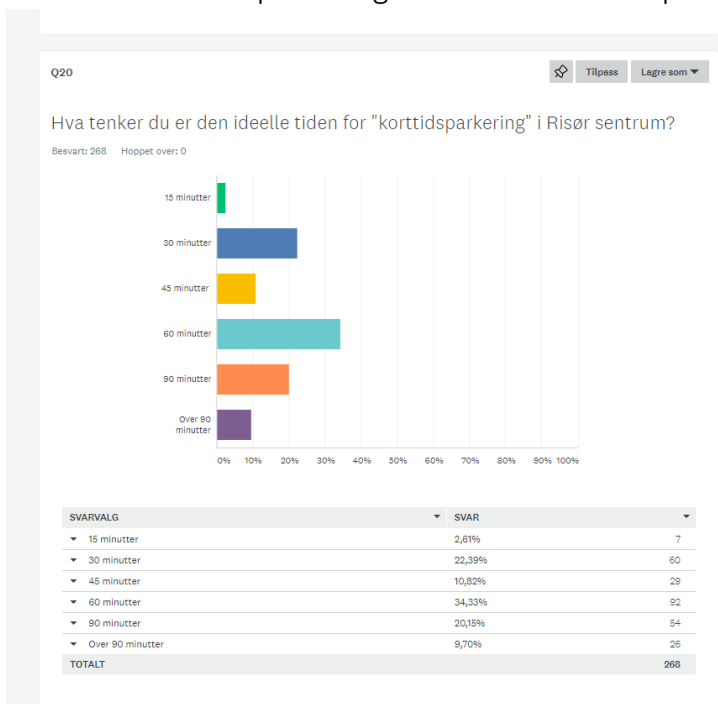 Q20
Tilpass
Lagre som
Hva tenker du er den ideelle tiden for "korttidsparkering" i Risør sentrum?
Besvart: 268 Hoppet over: 0
15 minutter
30 minutter
45 minutter
60 minutter
90 minutter
Over 90
minutter
0% 10% 20% 30% 40% 50% 60% 70% 80% 90% 100%
SVARVALG SVAR
15 minutter 2,61% 7
30 minutter 22,39% 60
45 minutter 10,82% 29
60 minutter 34,33% 92
90 minutter 20,15% 54
Over 90 minutter 9,70% 26
TOTALT 268